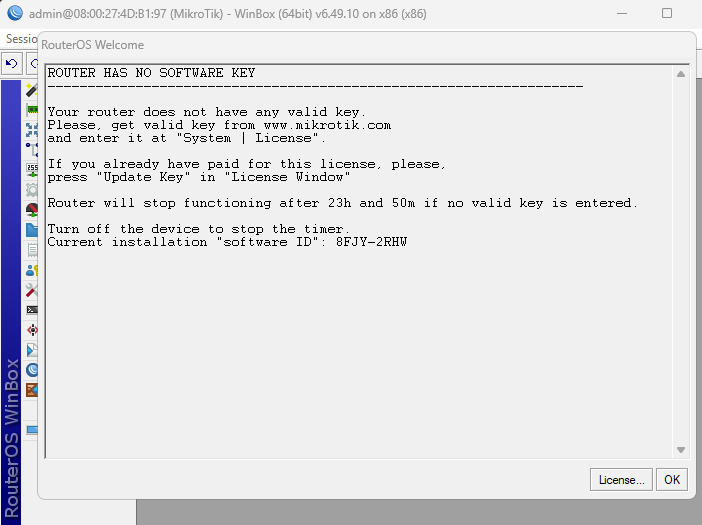 admin@08:00:27:4D:B1:97 (MikroTik) - WinBox (64bit) v6.49.10 on x86 (x86)
Sessio
RouterOS Welcome
ROUTER HAS NO SOFTWARE KEY
-------------------------------------------------------------------
Your router does not have any valid key.
Please, get valid key from www.mikrotik.com
and enter it at "System | License".
If you already have paid for this license, please,
press "Update Key" in "License Window"
Router will stop functioning after 23h and 50m if no valid key is entered.
Turn off the device to stop the timer.
Current installation "software ID": 8FJY-2RHW
License...
OK
RouterOS WinBox
255